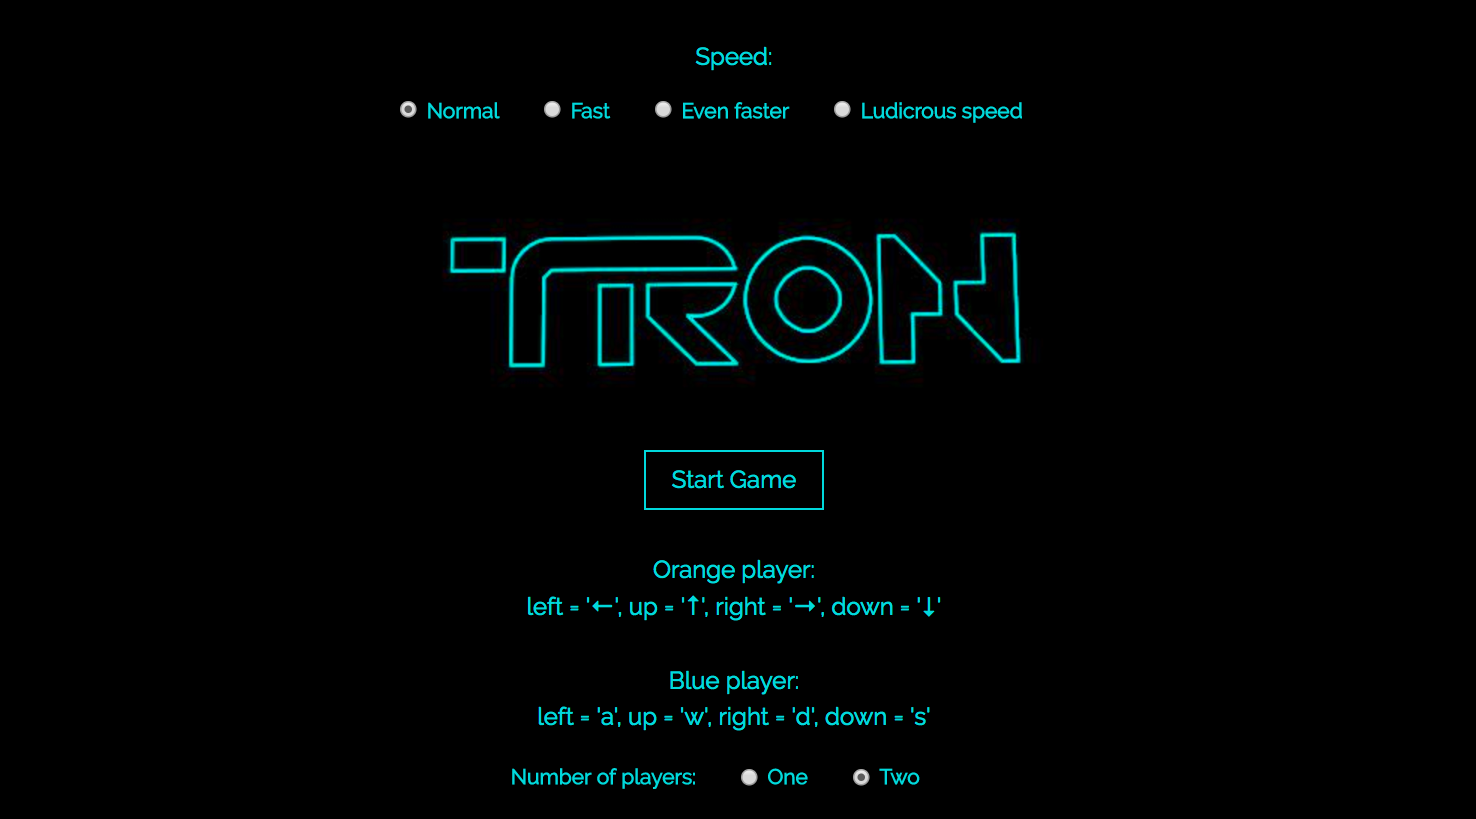 Speed:
Normal Fast Even faster Ludicrous speed
TRON
Start Game
Orange player:
left = '←', up = '↑', right = '→', down = '↓'
Blue player:
left = 'a', up = 'w', right = 'd', down = 's'
Number of players: One Two